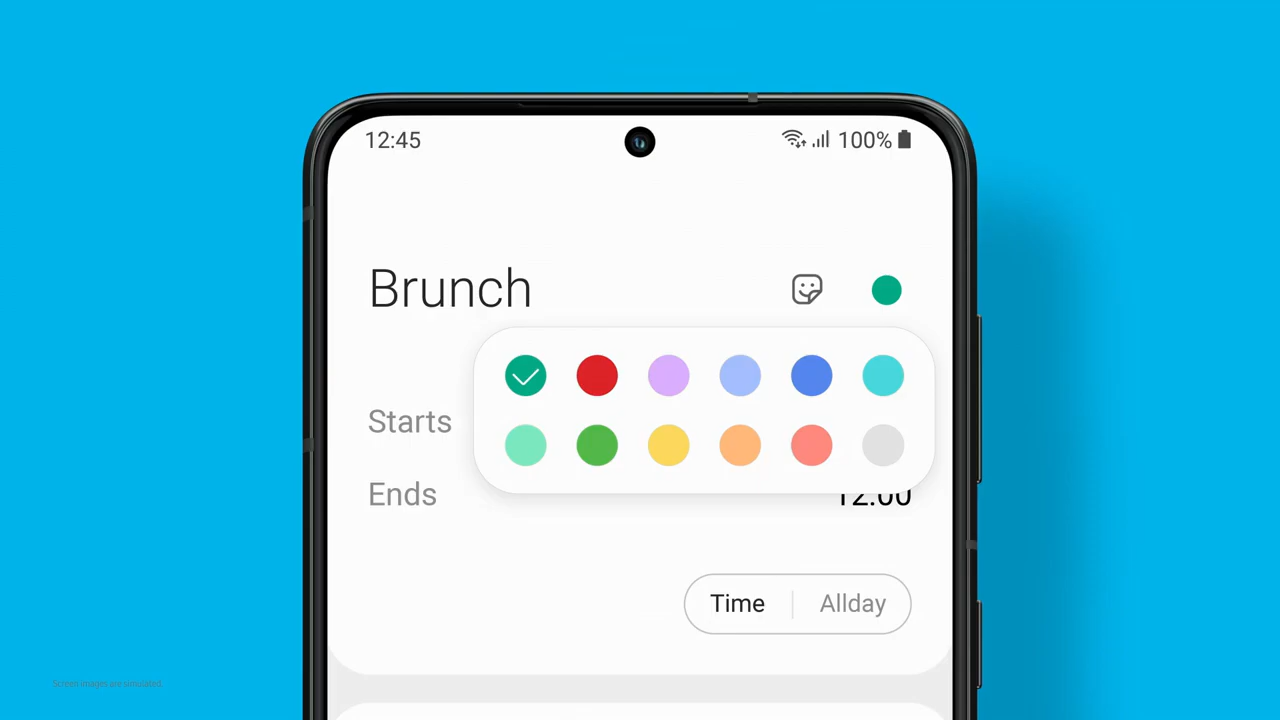 12:45 100%
Brunch
Starts
Ends 12:00
Time Allday
Screen images are simulated.